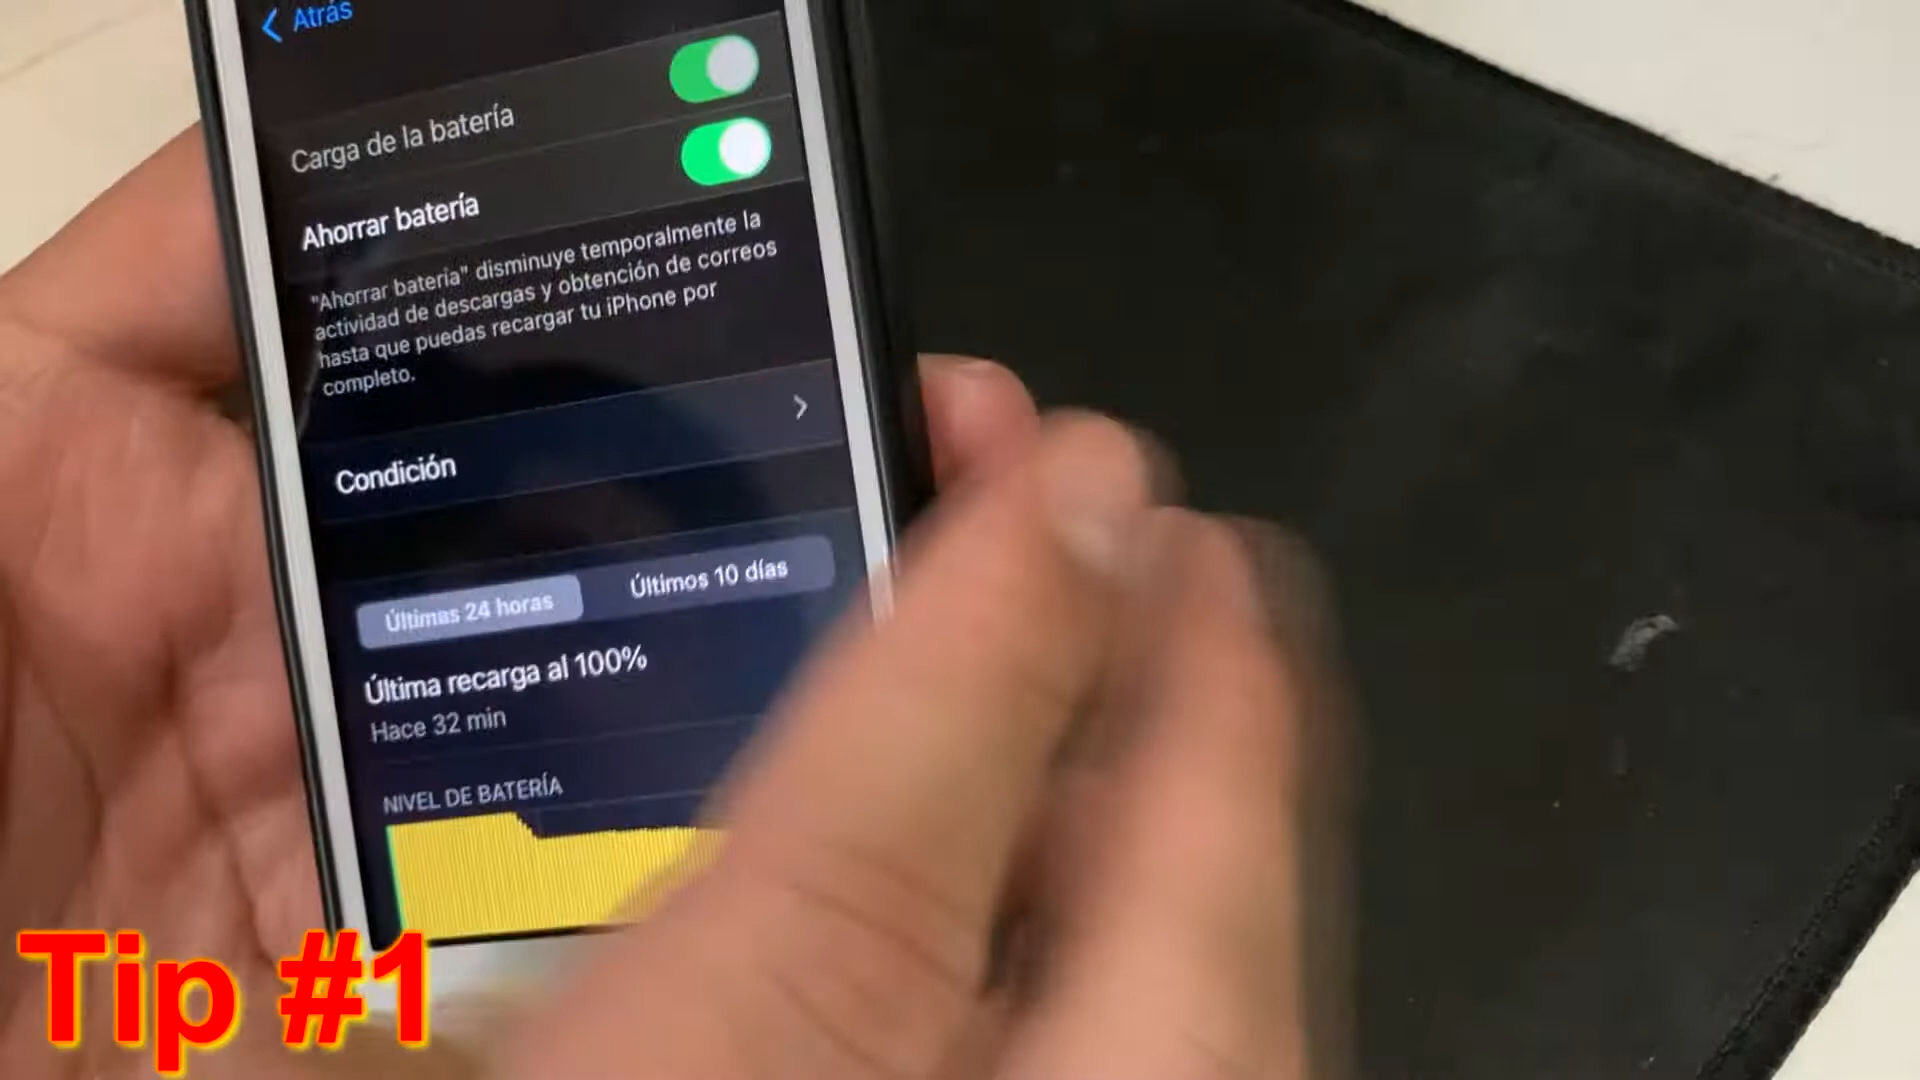 Atrás
Carga de la batería
Ahorrar batería
"Ahorrar batería" disminuye temporalmente la
actividad de descargas y obtención de correos
hasta que puedas recargar tu iPhone por
completo.
Condición
Últimas 24 horas
Últimos 10 días
Última recarga al 100%
Hace 32 min
NIVEL DE BATERÍA
Tip #1